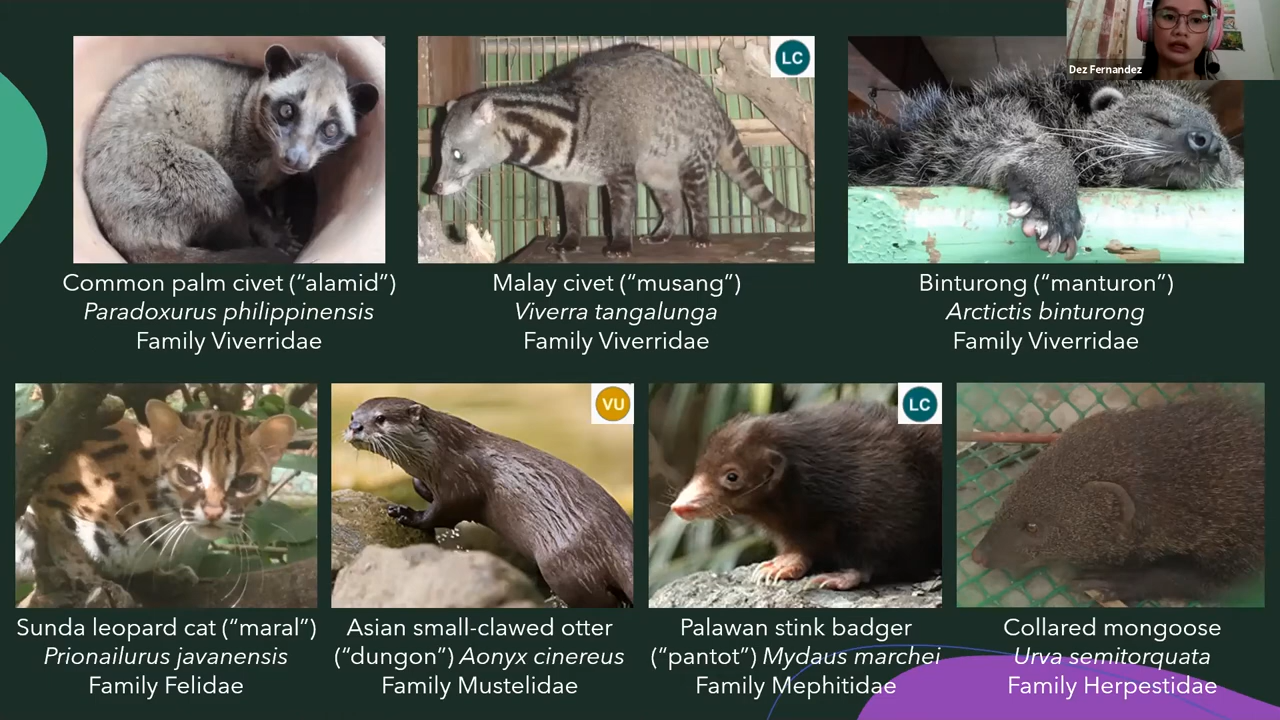 LC
Dez Fernandez
Common palm civet (“alamid”)
Paradoxurus philippinensis
Family Viverridae
Malay civet (“musang”)
Viverra tangalunga
Family Viverridae
Binturong (“manturon”)
Arctictis binturong
Family Viverridae
VU
LC
Sunda leopard cat (“maral”)
Prionailurus javanensis
Family Felidae
Asian small-clawed otter
(“dungon”) Aonyx cinereus
Family Mustelidae
Palawan stink badger
(“pantot”) Mydaus marchei
Family Mephitidae
Collared mongoose
Urva semitorquata
Family Herpestidae